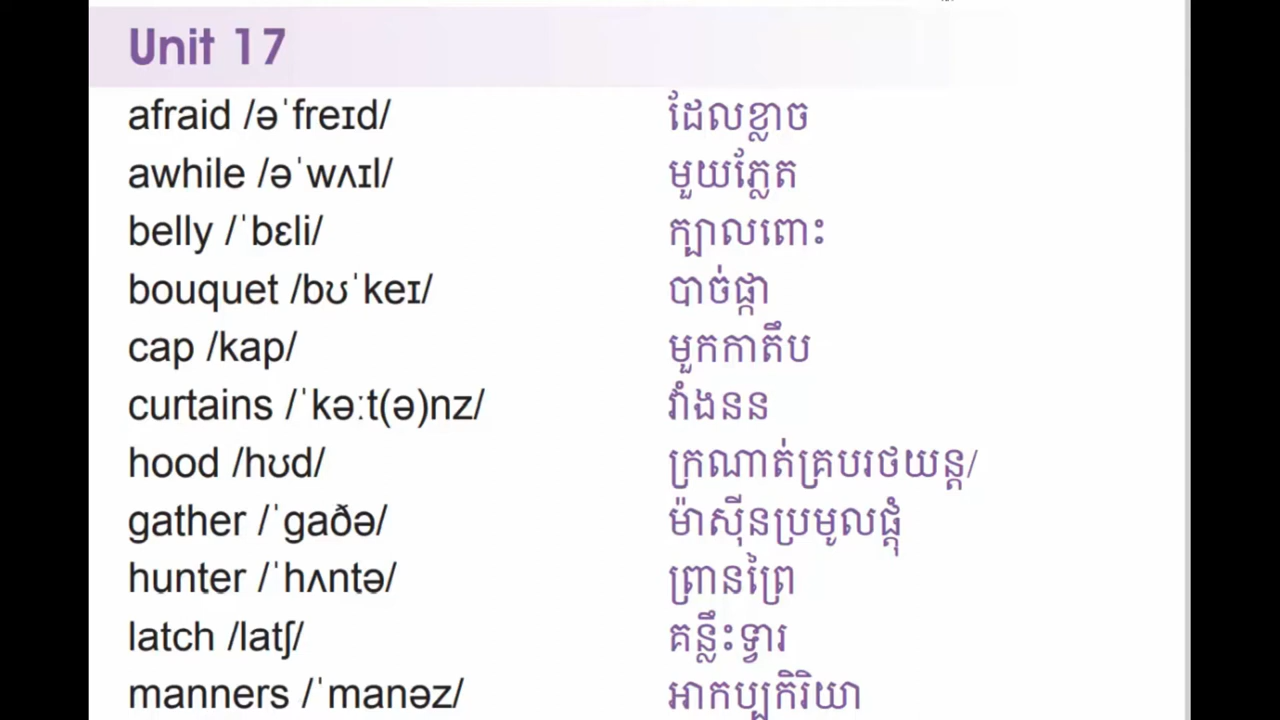 Unit 17
afraid /əˈfreɪd/ ដែលខ្លាច
awhile /əˈwʌɪl/ មួយភ្លែត
belly /ˈbɛli/ ក្បាលពោះ
bouquet /bʊˈkeɪ/ បាច់ផ្កា
cap /kap/ មួកកាតឹប
curtains /ˈkəːt(ə)nz/ វាំងនន
hood /hʊd/ ក្រណាត់គ្របរថយន្ត/
gather /ˈɡaðə/ ម៉ាស៊ីនប្រមូលផ្តុំ
hunter /ˈhʌntə/ ព្រានព្រៃ
latch /latʃ/ គន្លឹះទ្វារ
manners /ˈmanəz/ អាកប្បកិរិយា